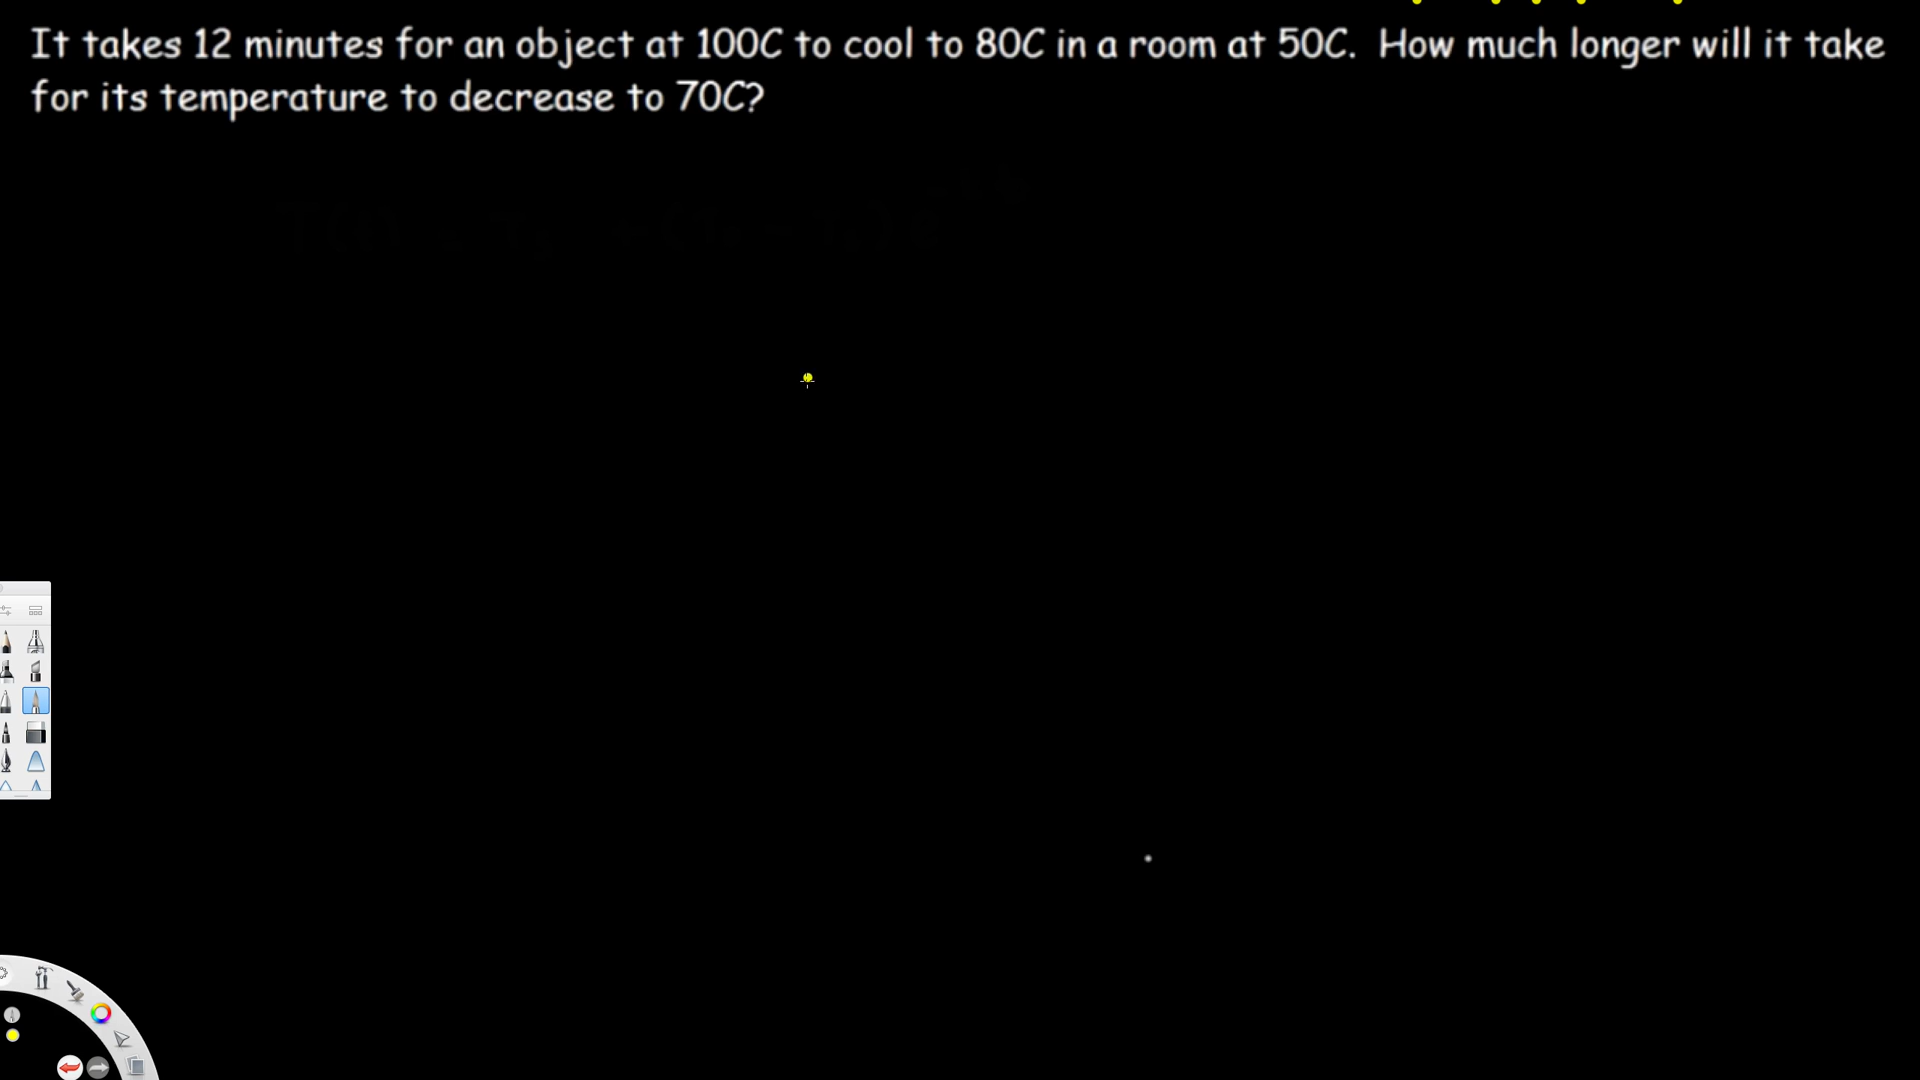 It takes 12 minutes for an object at 100C to cool to 80C in a room at 50C. How much longer will it take
for its temperature to decrease to 70C?